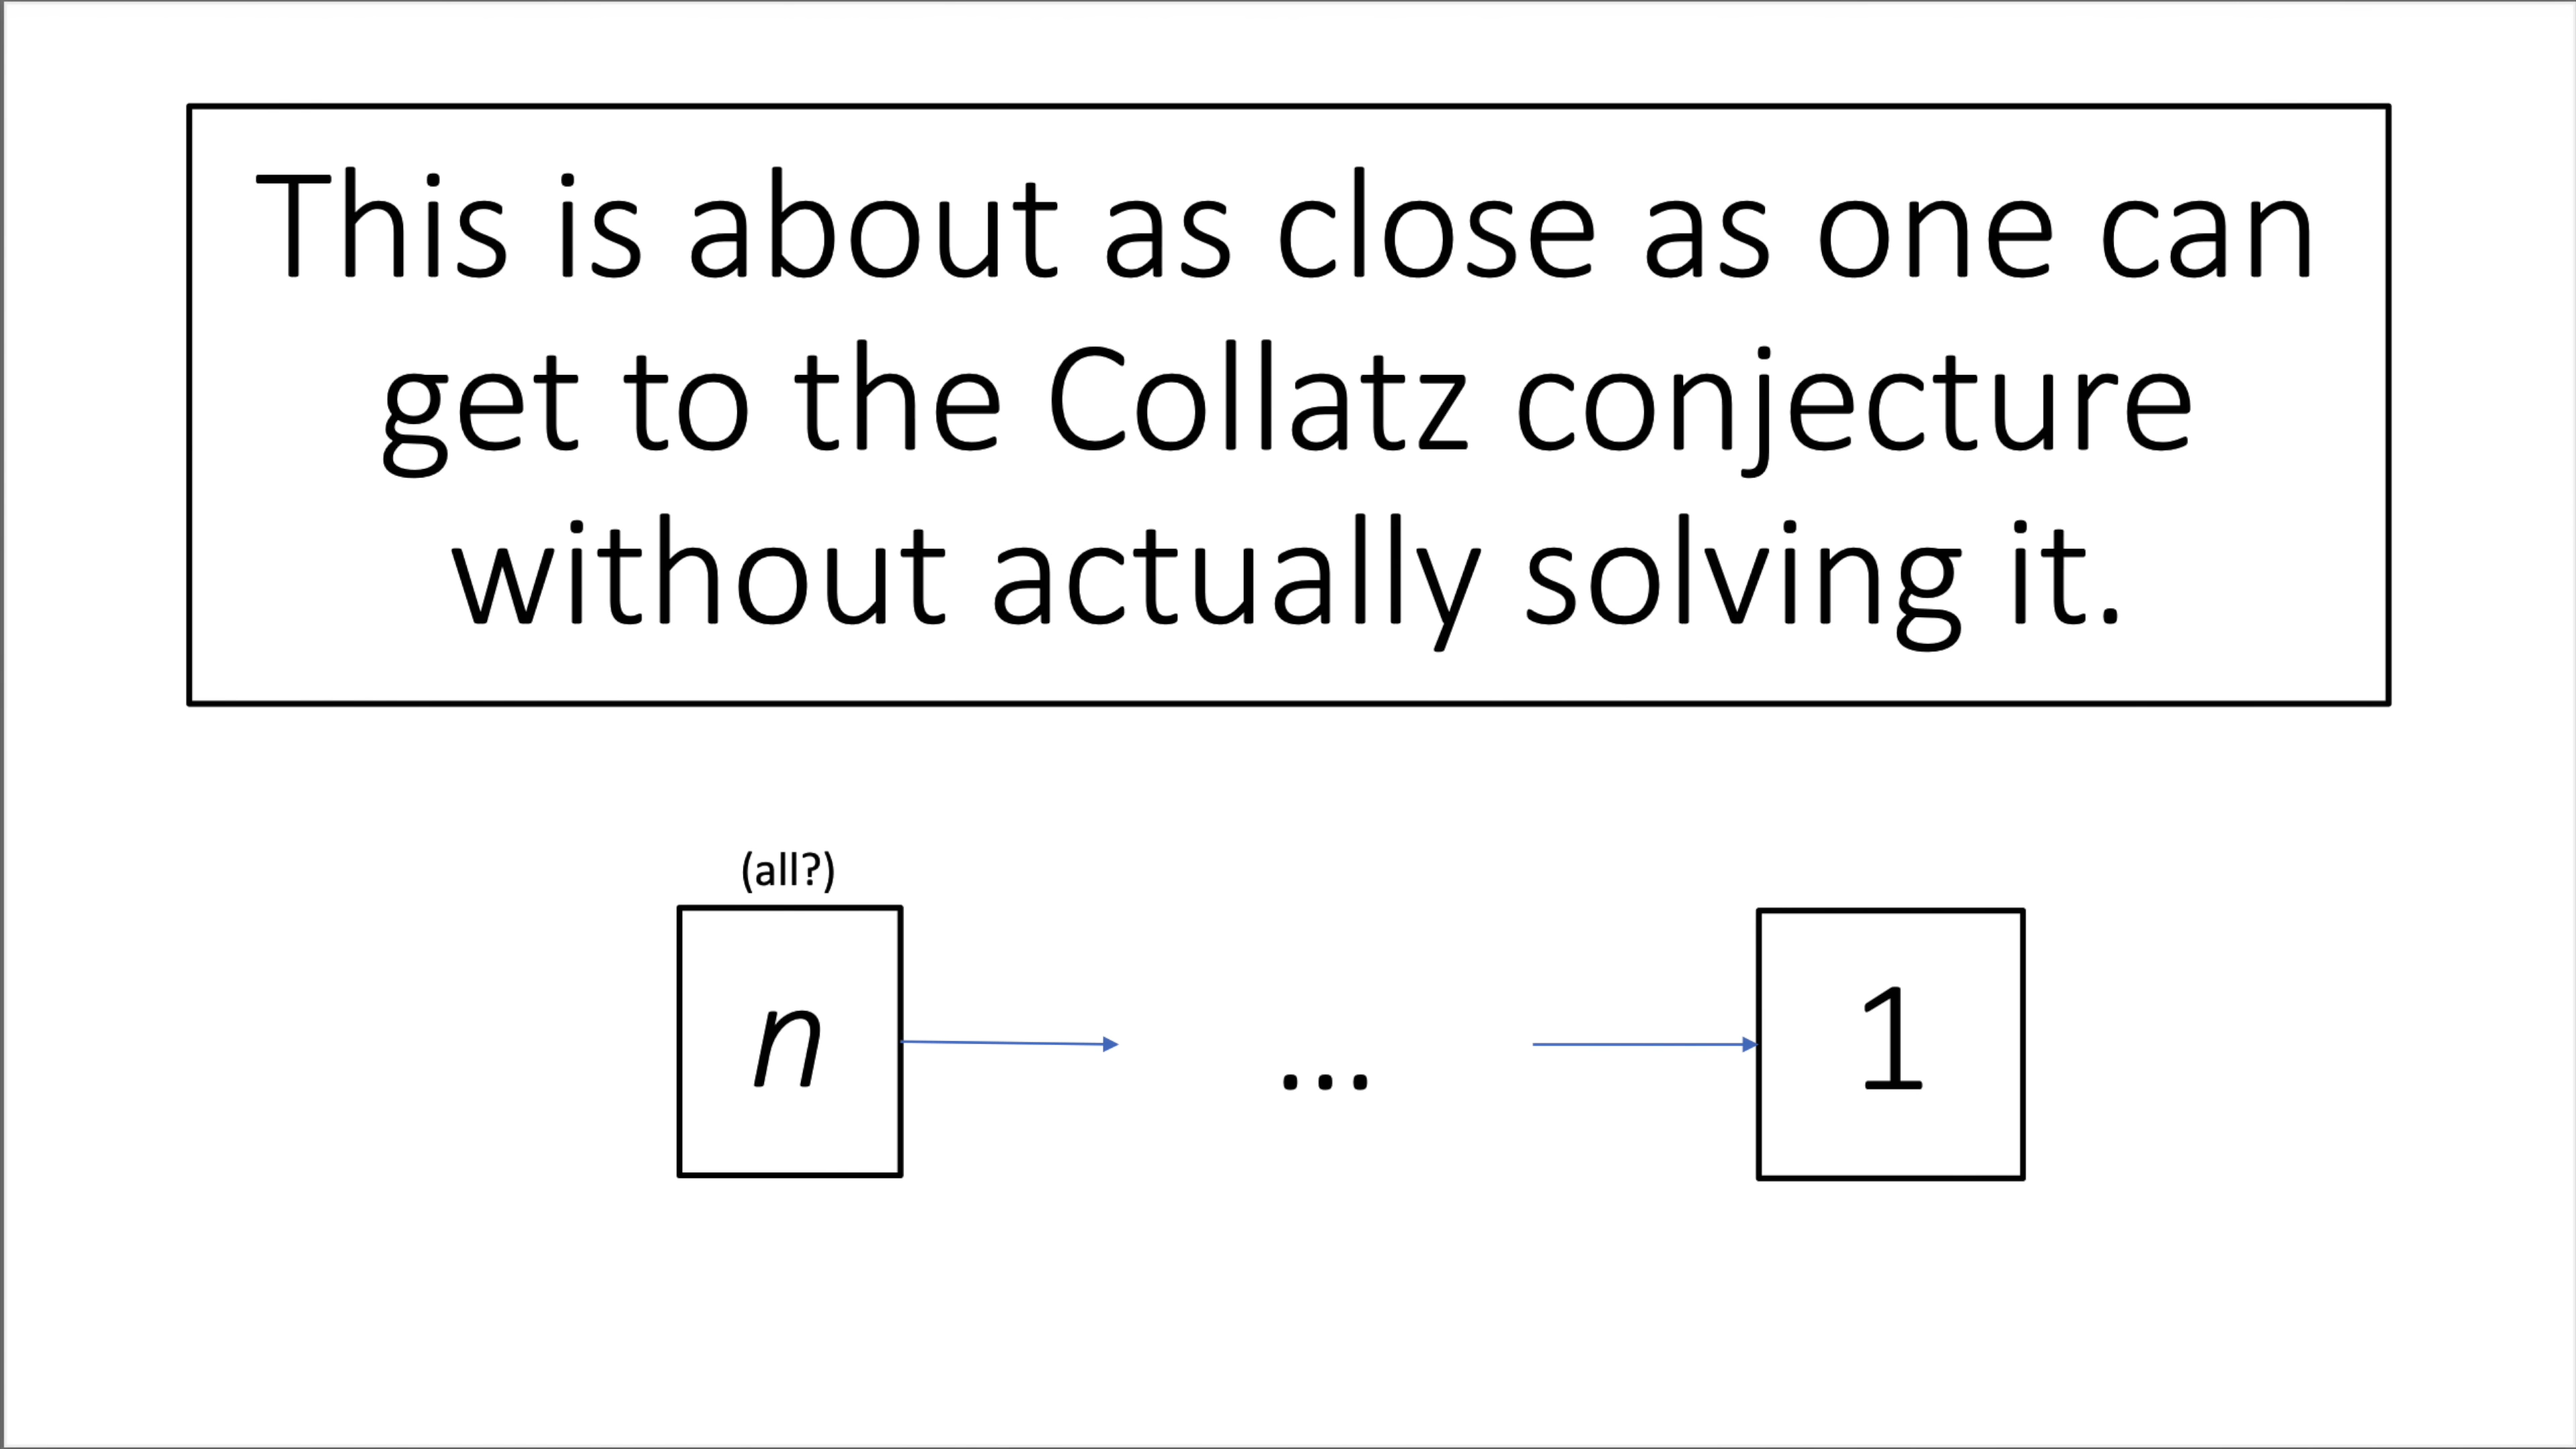 This is about as close as one can
get to the Collatz conjecture
without actually solving it.
(all?)
n
...
1